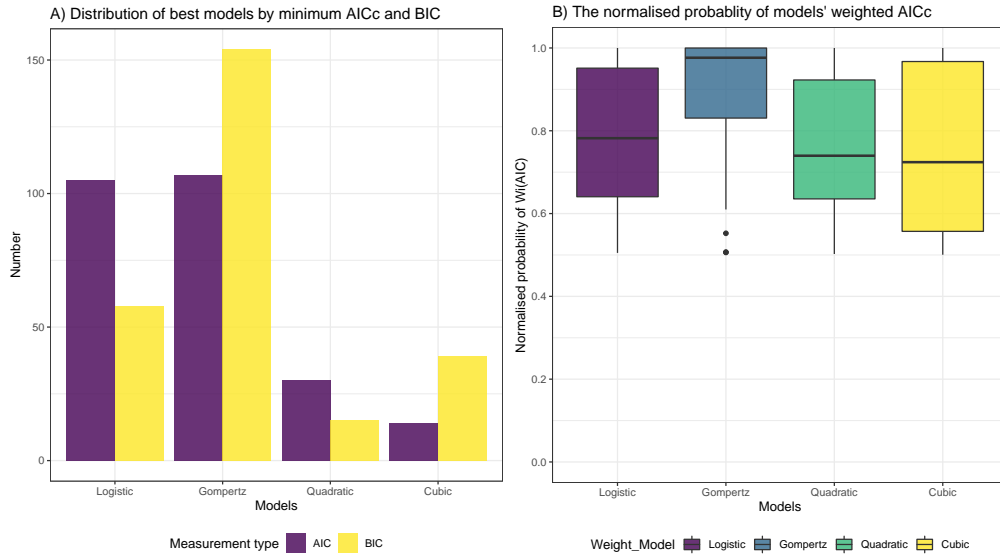 A) Distribution of best models by minimum AICc and BIC
150
100
50
0
Number
Logistic
Gompertz
Quadratic
Cubic
Models
Measurement type
AIC
BIC
B) The normalised probablity of models' weighted AICc
1.0
0.8
0.6
0.4
0.2
0.0
Normalised probability of Wi(AIC)
Logistic
Gompertz
Quadratic
Cubic
Models
Weight_Model
Logistic
Gompertz
Quadratic
Cubic